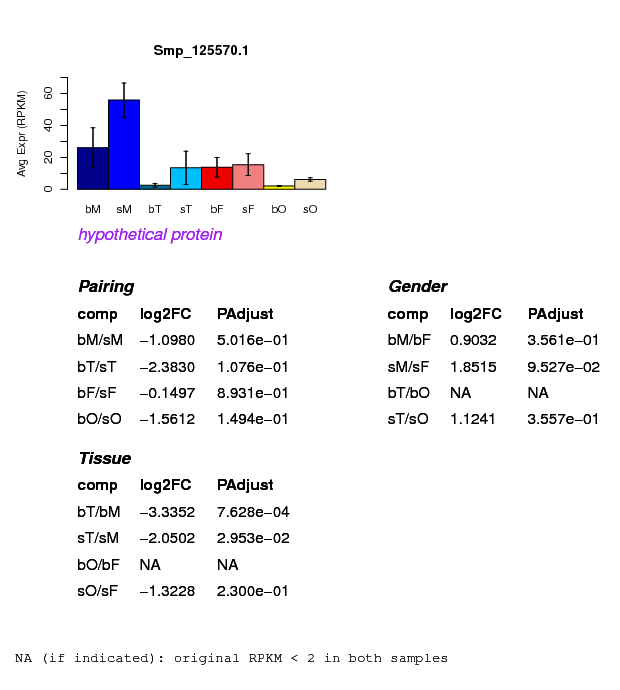 Smp_125570.1
Avg Expr (RPKM)
0 20 40 60
bM sM bT sT bF sF bO sO
hypothetical protein
Pairing
comp log2FC PAdjust
bM/sM −1.0980 5.016e−01
bT/sT −2.3830 1.076e−01
bF/sF −0.1497 8.931e−01
bO/sO −1.5612 1.494e−01
Gender
comp log2FC PAdjust
bM/bF 0.9032 3.561e−01
sM/sF 1.8515 9.527e−02
bT/bO NA NA
sT/sO 1.1241 3.557e−01
Tissue
comp log2FC PAdjust
bT/bM −3.3352 7.628e−04
sT/sM −2.0502 2.953e−02
bO/bF NA NA
sO/sF −1.3228 2.300e−01
NA (if indicated): original RPKM < 2 in both samples